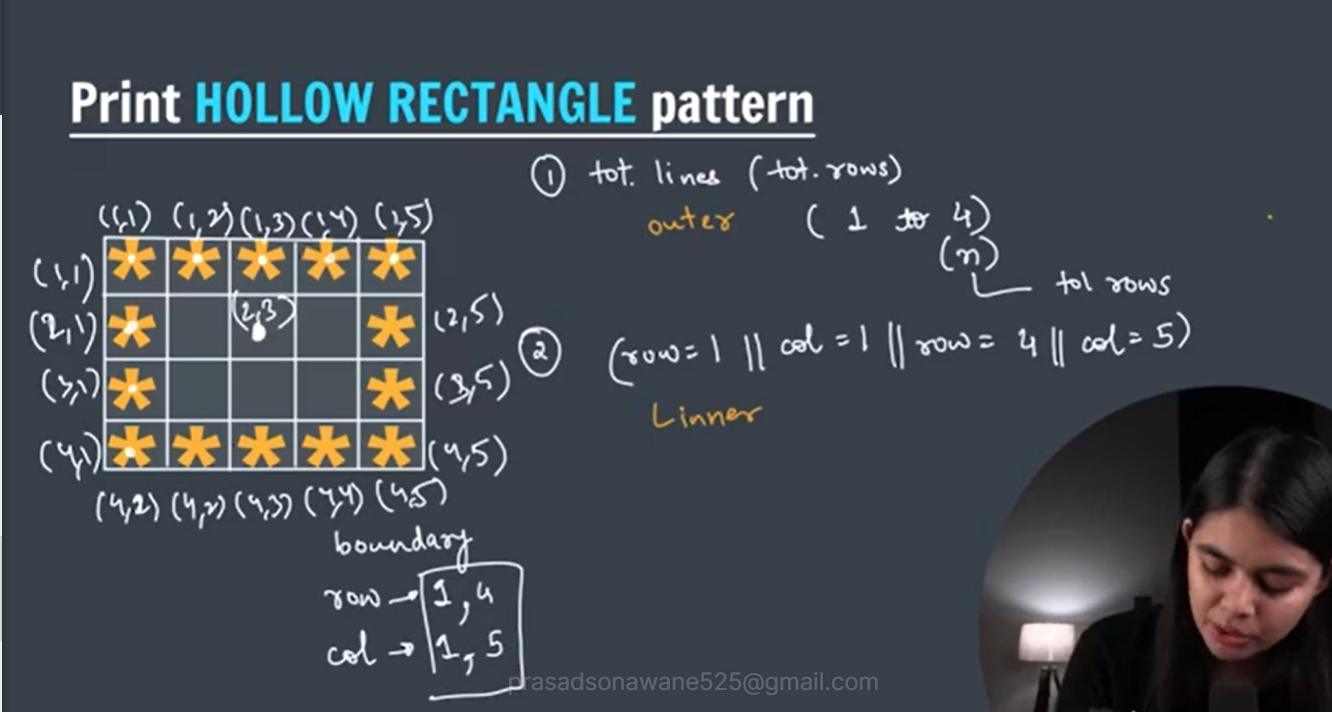 Print HOLLOW RECTANGLE pattern
① tot. lines (tot. rows)
outer ( 1 to 4)
(n)
tol rows
(1,1) (1,2) (1,3) (1,4) (1,5)
(1,1)
(2,1) (2,3) (2,5)
② (row = 1 || col = 1 || row = 4 || col = 5)
(3,1) (3,5)
Linner
(4,1) (4,5)
(4,2) (4,2) (4,3) (4,4) (4,5)
boundary
row → 1, 4
col → 1, 5
prasadsonawane525@gmail.com